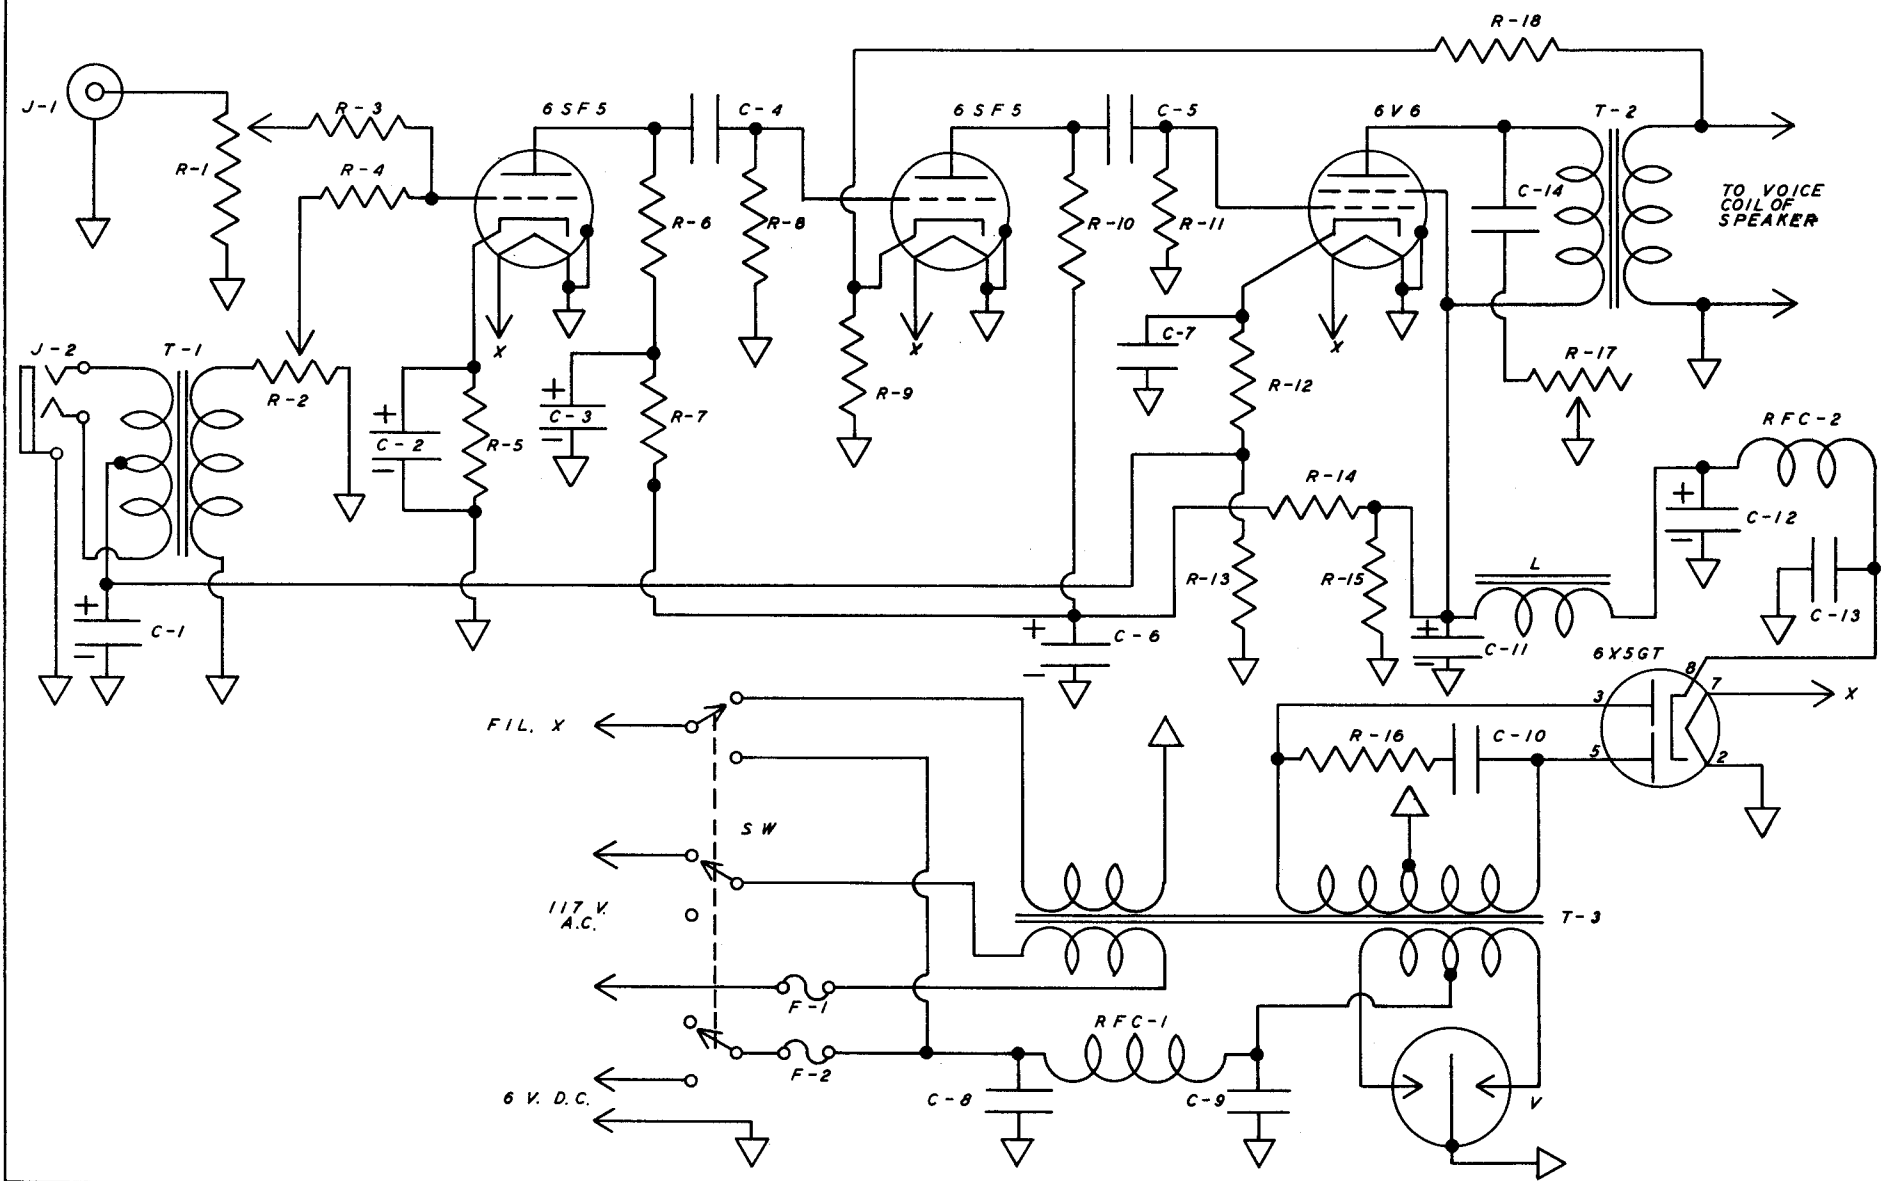 R-18
J-1
R-3
6SF5
C-4
6SF5
C-5
6V6
T-2
R-1
R-4
R-6
R-8
R-10
R-11
C-14
TO VOICE
COIL OF
SPEAKER
X
X
X
J-2
T-1
R-2
+
C-2
-
R-5
+
C-3
-
R-7
R-9
C-7
R-12
R-17
RFC-2
R-14
+
C-12
-
R-13
R-15
L
C-13
+
C-1
-
+
C-6
-
+
C-11
-
6X5GT
8
7
3
X
5
2
FIL. X
R-16
C-10
SW
117 V.
A.C.
T-3
F-1
RFC-1
F-2
6 V. D.C.
C-8
C-9
V